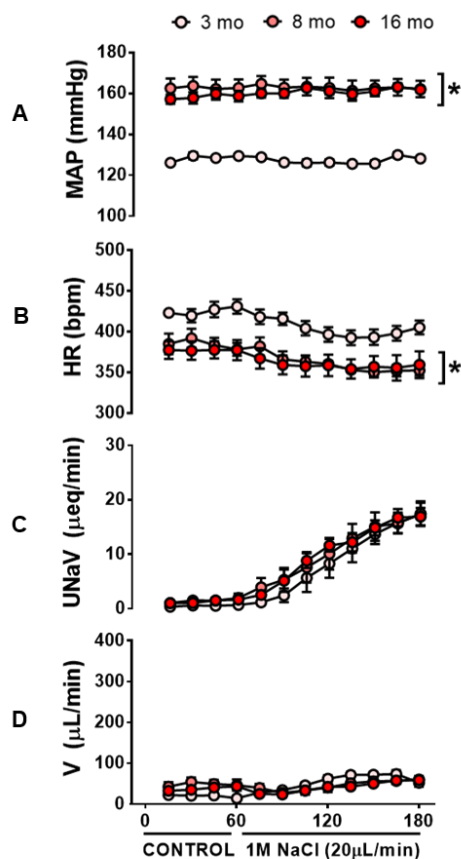 3 mo 8 mo 16 mo
A
MAP (mmHg)
180
160
140
120
100
*
B
HR (bpm)
450
400
350
300
*
C
UNaV (µeq/min)
30
20
10
0
D
V (µL/min)
400
300
200
100
0
0 60 120 180
CONTROL 1M NaCl (20µL/min)